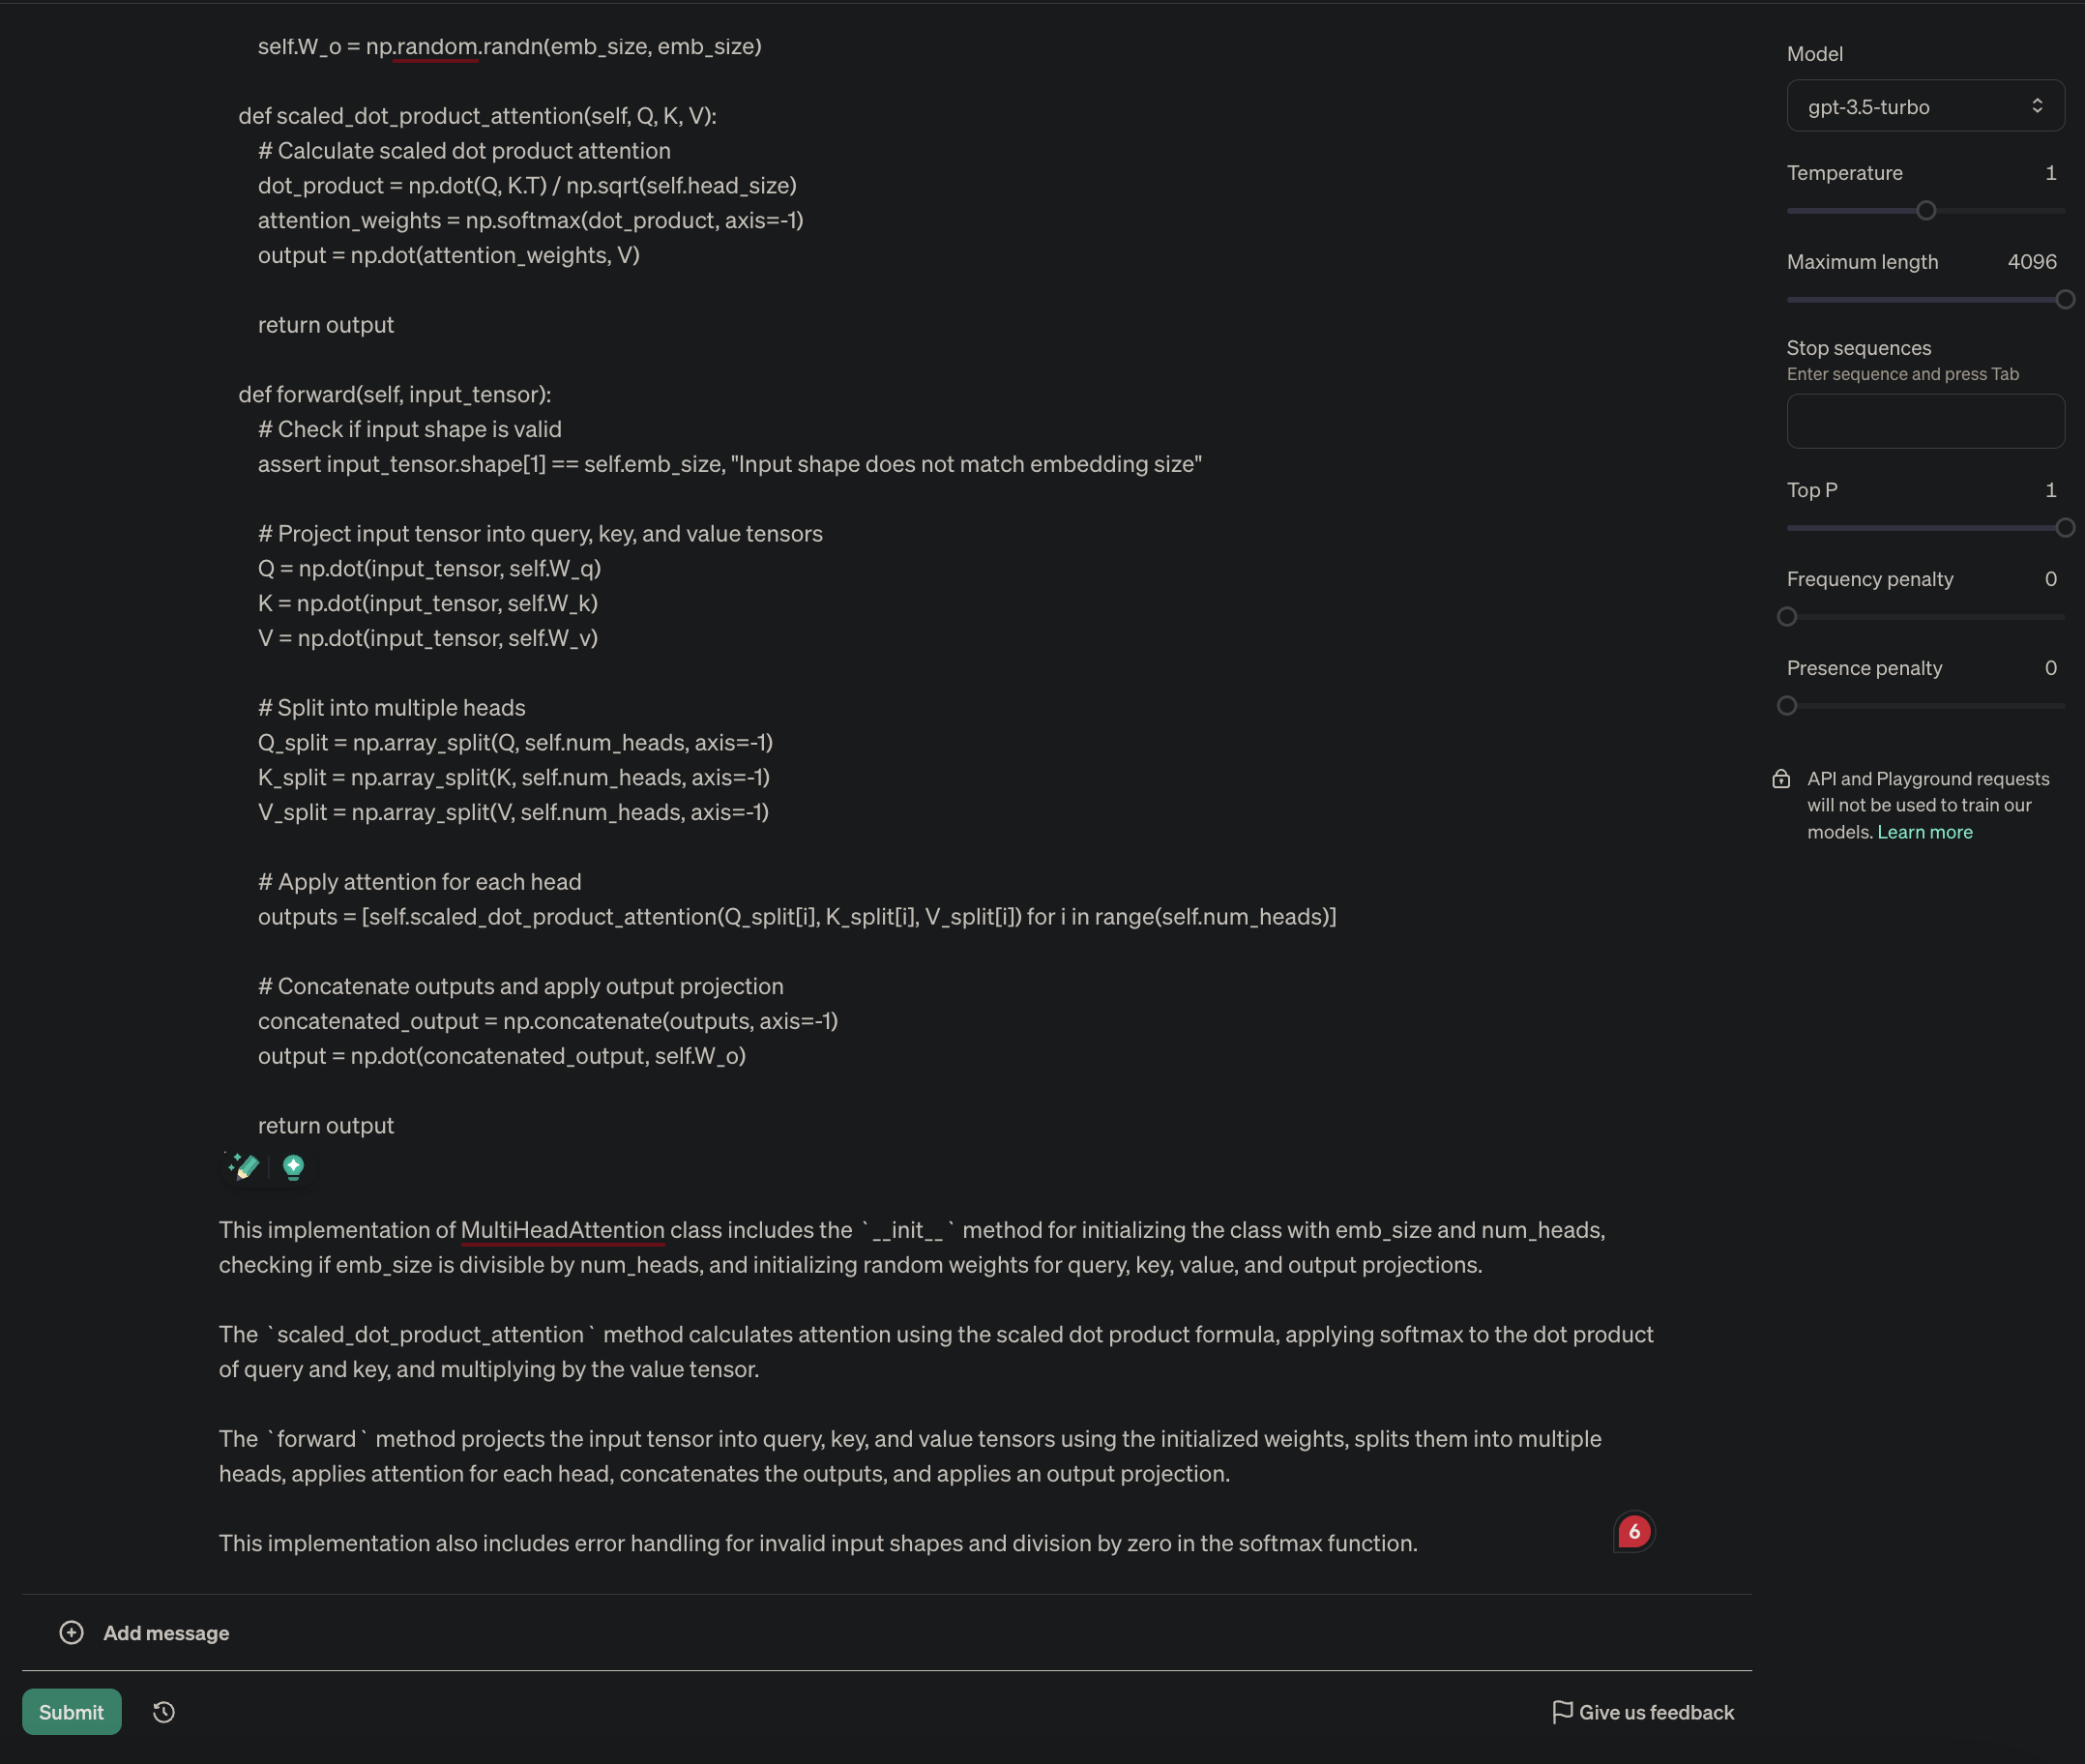 self.W_o = np.random.randn(emb_size, emb_size)
def scaled_dot_product_attention(self, Q, K, V):
# Calculate scaled dot product attention
dot_product = np.dot(Q, K.T) / np.sqrt(self.head_size)
attention_weights = np.softmax(dot_product, axis=-1)
output = np.dot(attention_weights, V)
return output
def forward(self, input_tensor):
# Check if input shape is valid
assert input_tensor.shape[1] == self.emb_size, "Input shape does not match embedding size"
# Project input tensor into query, key, and value tensors
Q = np.dot(input_tensor, self.W_q)
K = np.dot(input_tensor, self.W_k)
V = np.dot(input_tensor, self.W_v)
# Split into multiple heads
Q_split = np.array_split(Q, self.num_heads, axis=-1)
K_split = np.array_split(K, self.num_heads, axis=-1)
V_split = np.array_split(V, self.num_heads, axis=-1)
# Apply attention for each head
outputs = [self.scaled_dot_product_attention(Q_split[i], K_split[i], V_split[i]) for i in range(self.num_heads)]
# Concatenate outputs and apply output projection
concatenated_output = np.concatenate(outputs, axis=-1)
output = np.dot(concatenated_output, self.W_o)
return output
This implementation of MultiHeadAttention class includes the `__init__` method for initializing the class with emb_size and num_heads,
checking if emb_size is divisible by num_heads, and initializing random weights for query, key, value, and output projections.
The `scaled_dot_product_attention` method calculates attention using the scaled dot product formula, applying softmax to the dot product
of query and key, and multiplying by the value tensor.
The `forward` method projects the input tensor into query, key, and value tensors using the initialized weights, splits them into multiple
heads, applies attention for each head, concatenates the outputs, and applies an output projection.
This implementation also includes error handling for invalid input shapes and division by zero in the softmax function.
6
Add message
Submit
Give us feedback
Model
gpt-3.5-turbo
Temperature 1
Maximum length 4096
Stop sequences
Enter sequence and press Tab
Top P 1
Frequency penalty 0
Presence penalty 0
API and Playground requests
will not be used to train our
models. Learn more